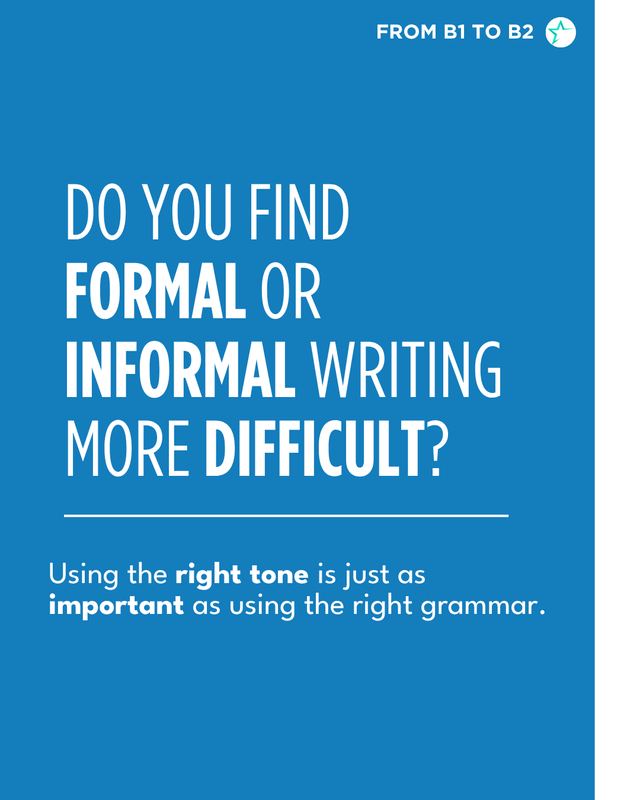 FROM B1 TO B2
DO YOU FIND
FORMAL OR
INFORMAL WRITING
MORE DIFFICULT?
Using the right tone is just as
important as using the right grammar.